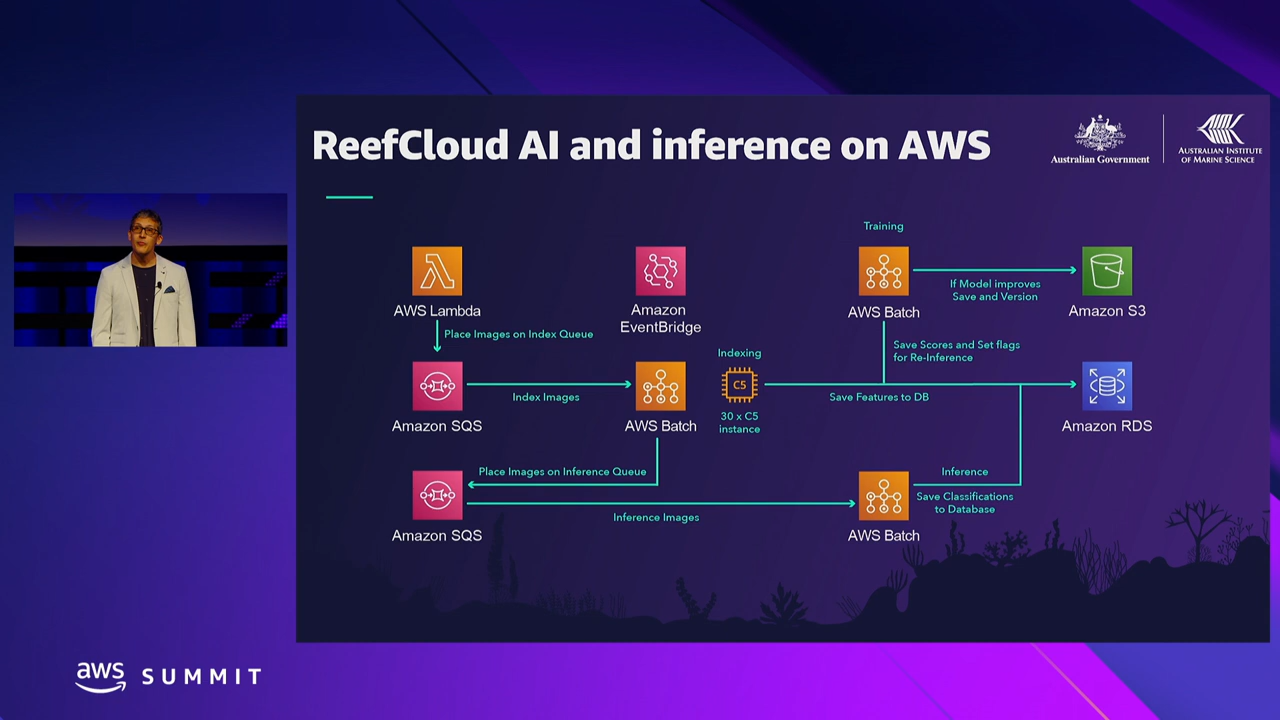 ReefCloud AI and inference on AWS
Australian Government
AUSTRALIAN INSTITUTE
OF MARINE SCIENCE
Training
AWS Lambda
Amazon
EventBridge
AWS Batch
If Model improves
Save and Version
Amazon S3
Place Images on Index Queue
Save Scores and Set flags
for Re-Inference
Indexing
Amazon SQS
Index Images
AWS Batch
C5
30 x C5
instance
Save Features to DB
Amazon RDS
Place Images on Inference Queue
Inference
Amazon SQS
Inference Images
AWS Batch
Save Classifications
to Database
aws SUMMIT